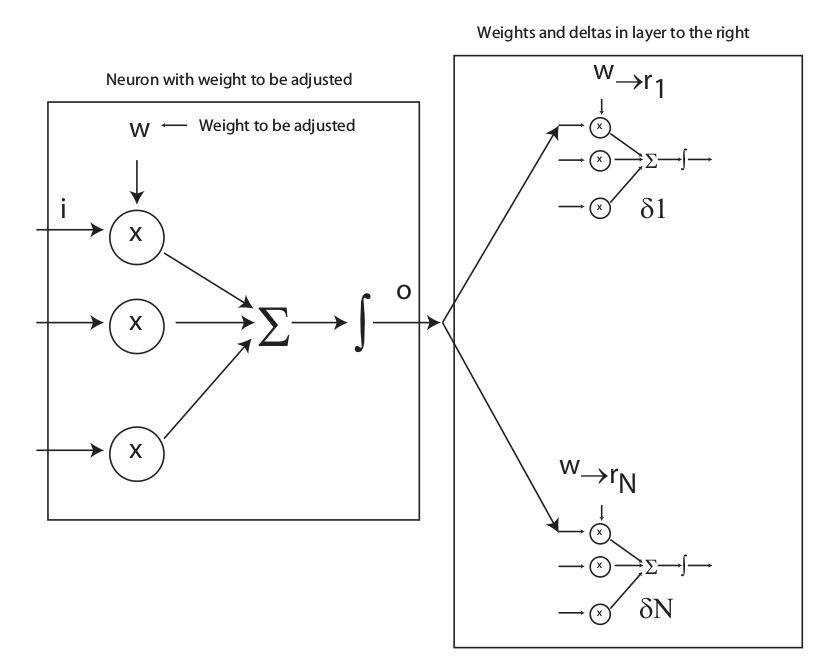 Weights and deltas in layer to the right
Neuron with weight to be adjusted
w ← Weight to be adjusted
i
x
x
x
Σ
∫
o
w→r1
x
x
x
Σ
∫
δ1
w→rN
x
x
x
Σ
∫
δN